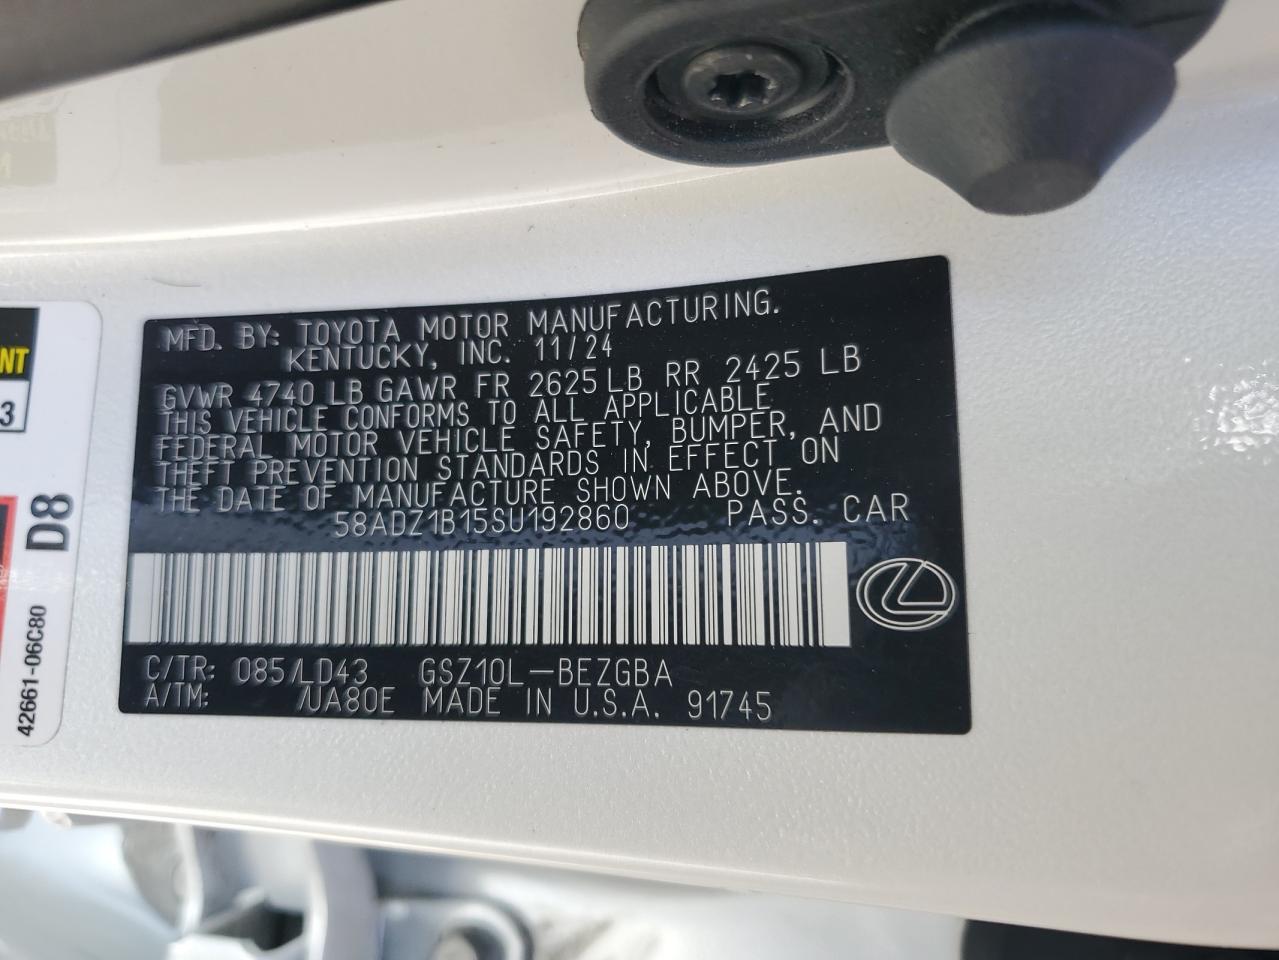 MFD. BY: TOYOTA MOTOR MANUFACTURING.
KENTUCKY, INC. 11/24
GVWR 4740 LB GAWR FR 2625 LB RR 2425 LB
THIS VEHICLE CONFORMS TO ALL APPLICABLE
FEDERAL MOTOR VEHICLE SAFETY, BUMPER, AND
THEFT PREVENTION STANDARDS IN EFFECT ON
THE DATE OF MANUFACTURE SHOWN ABOVE.
58ADZ1B15SU192860 PASS. CAR
C/TR: 085/LD43 GSZ10L-BEZGBA
A/TM: /UA80E MADE IN U.S.A. 91745
NT
3
D8
42661-06C80